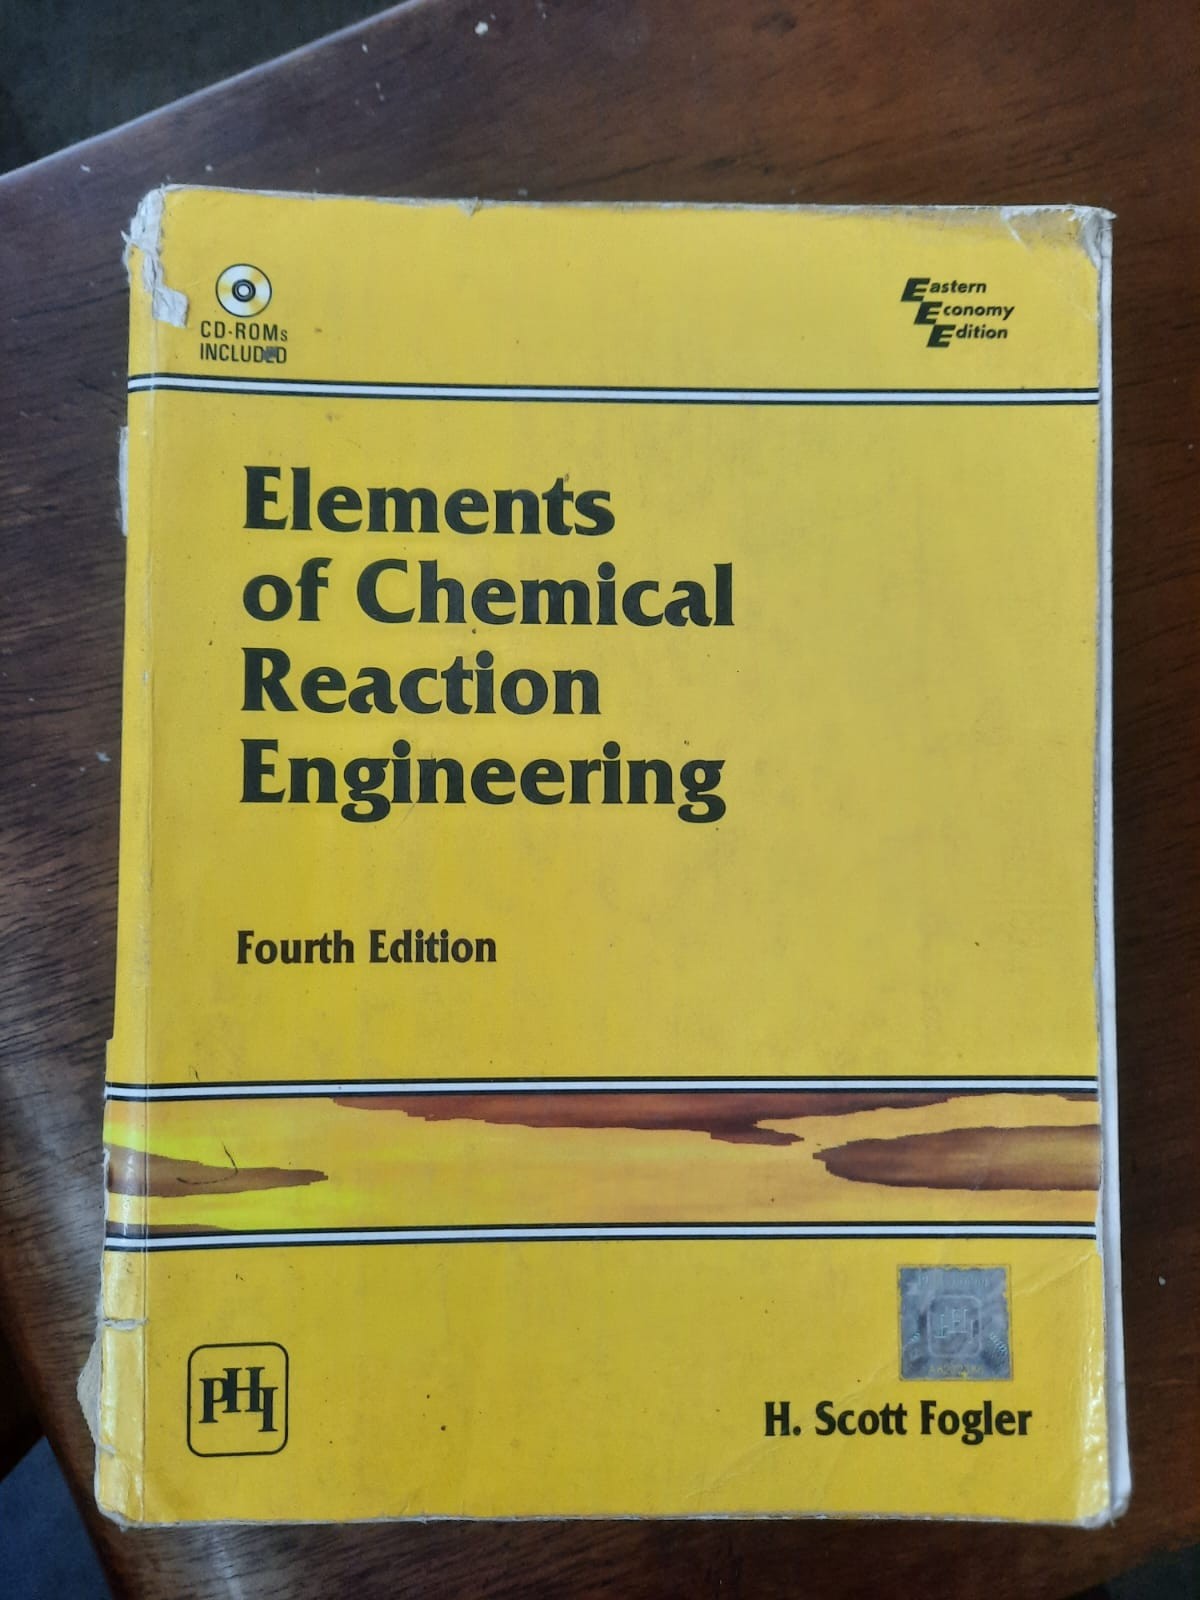 CD-ROMs
INCLUDED
Eastern
Economy
Edition
Elements
of Chemical
Reaction
Engineering
Fourth Edition
PHI
H. Scott Fogler